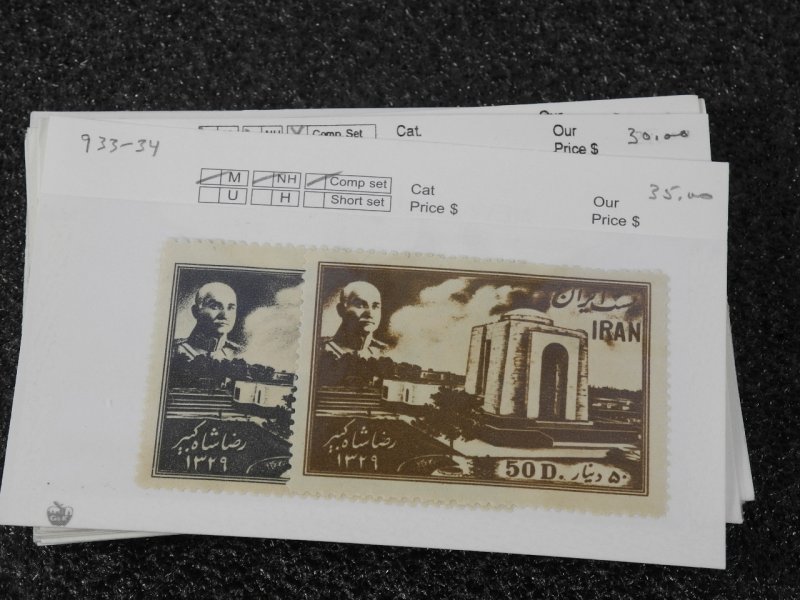 Comp Set Cat. Our 30.00
Price $
933-34
M NH Comp set Cat Our 35.00
U H Short set Price $ Price $
پست ایران
IRAN
رضا شاه کبیر
۱۳۲۹
رضا شاه کبیر
۱۳۲۹
50 D. ۵۰ دینار